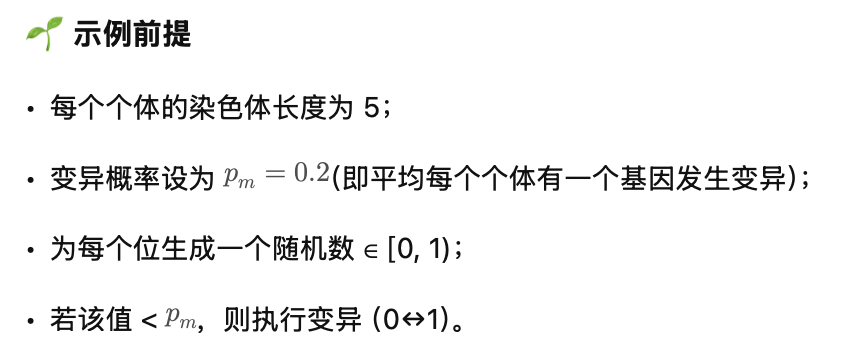 🌱 示例前提
• 每个个体的染色体长度为 5；
• 变异概率设为 pₘ = 0.2(即平均每个个体有一个基因发生变异)；
• 为每个位生成一个随机数 ∈ [0, 1)；
• 若该值 < pₘ，则执行变异（0↔1）。